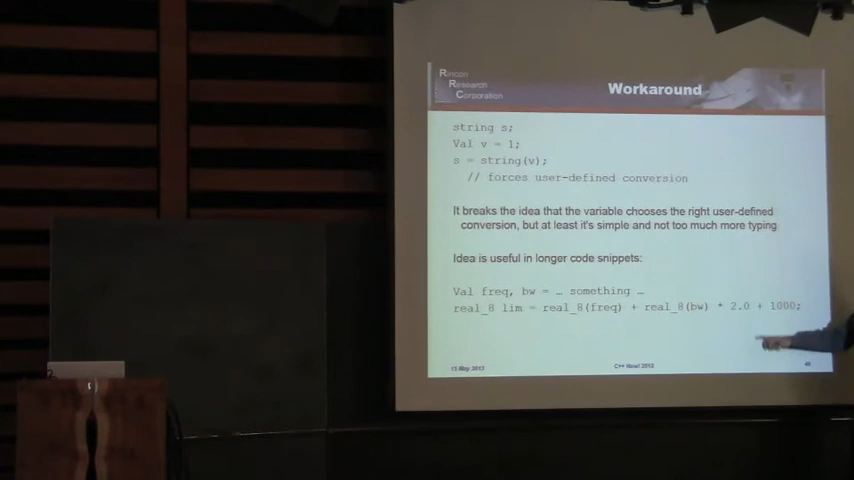 Rincon
Research
Corporation
Workaround
string s;
Val v = 1;
s = string(v);
// forces user-defined conversion
It breaks the idea that the variable chooses the right user-defined
conversion, but at least it's simple and not too much more typing
Idea is useful in longer code snippets:
Val freq, bw = … something …
real_8 lim = real_8(freq) + real_8(bw) * 2.0 + 1000;
15 May 2013
C++ Now! 2013